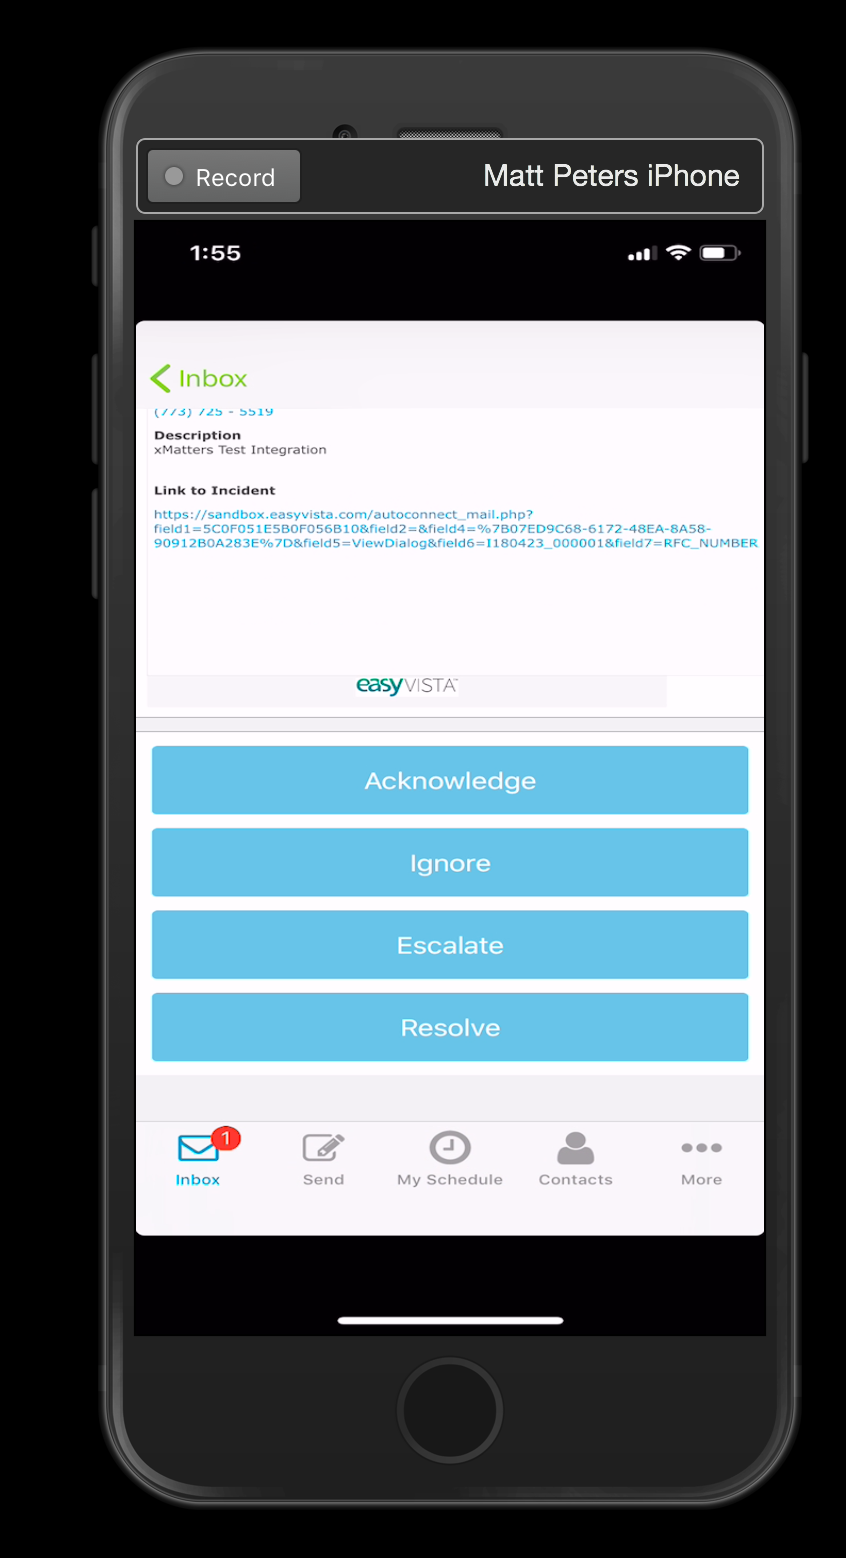 Record
Matt Peters iPhone
1:55
Inbox
(773) 725 - 5519
Description
xMatters Test Integration
Link to Incident
https://sandbox.easyvista.com/autoconnect_mail.php?
field1=5C0F051E5B0F056B10&field2=&field4=%7B07ED9C68-6172-48EA-8A58-
90912B0A283E%7D&field5=ViewDialog&field6=I180423_000001&field7=RFC_NUMBER
easyVISTA™
Acknowledge
Ignore
Escalate
Resolve
1
Inbox
Send
My Schedule
Contacts
More